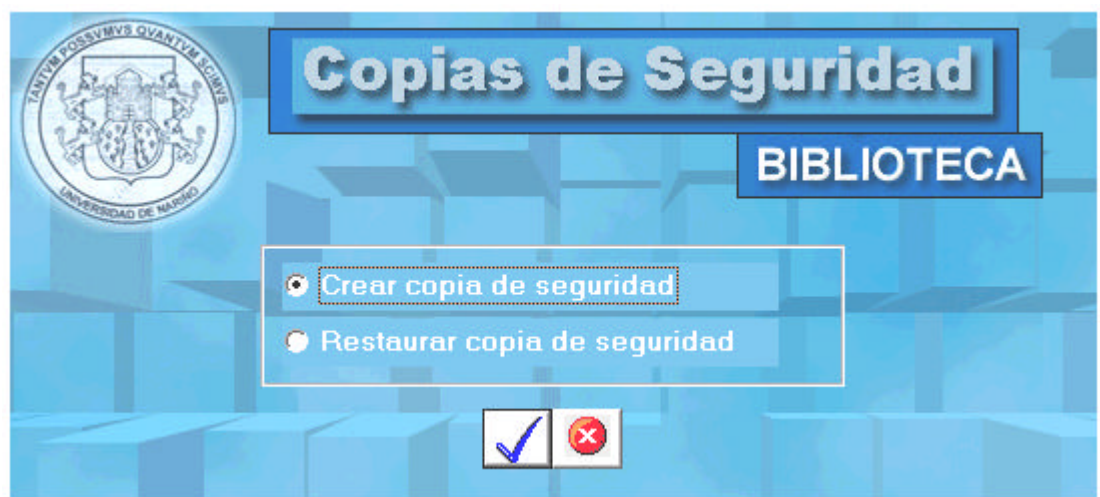 TANTVM POSSVMVS QVANTVM SCIMVS
UNIVERSIDAD DE NARIÑO
Copias de Seguridad
BIBLIOTECA
Crear copia de seguridad
Restaurar copia de seguridad